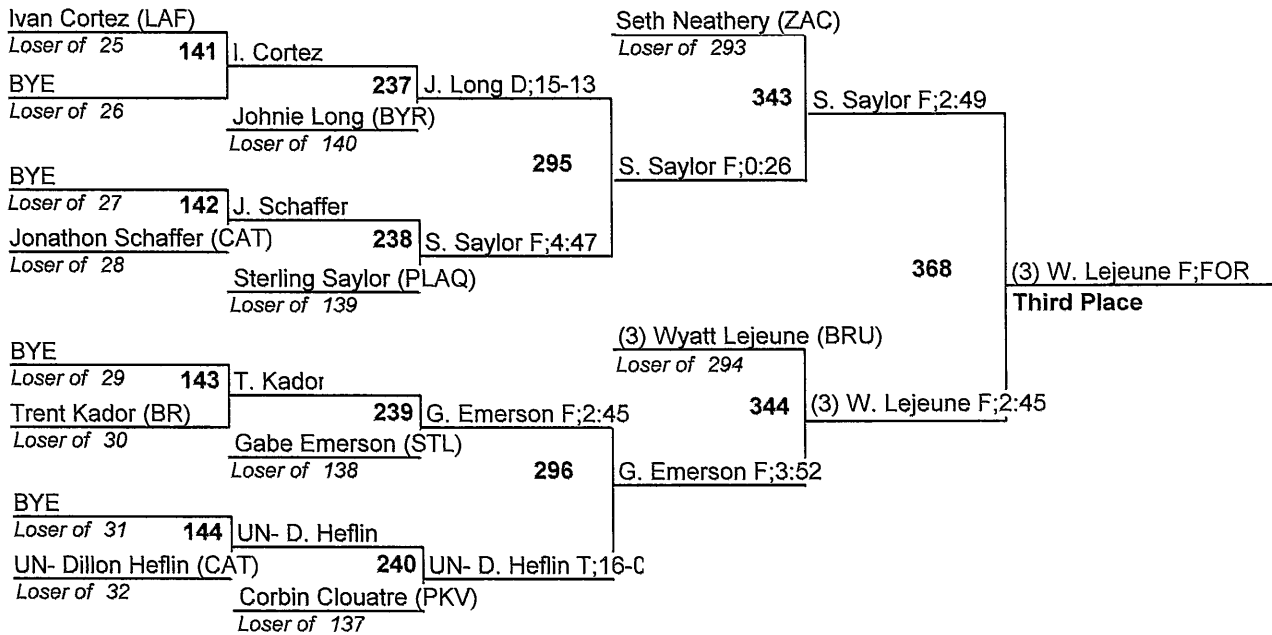 Ivan Cortez (LAF)
Loser of 25
141
I. Cortez
BYE
Loser of 26
237
J. Long D;15-13
Johnie Long (BYR)
Loser of 140
295
S. Saylor F;0:26
BYE
Loser of 27
142
J. Schaffer
Jonathon Schaffer (CAT)
Loser of 28
238
S. Saylor F;4:47
Sterling Saylor (PLAQ)
Loser of 139
Seth Neathery (ZAC)
Loser of 293
343
S. Saylor F;2:49
368
(3) W. Lejeune F;FOR
Third Place
BYE
Loser of 29
143
T. Kador
Trent Kador (BR)
Loser of 30
239
G. Emerson F;2:45
Gabe Emerson (STL)
Loser of 138
296
G. Emerson F;3:52
BYE
Loser of 31
144
UN- D. Heflin
UN- Dillon Heflin (CAT)
Loser of 32
240
UN- D. Heflin T;16-0
Corbin Clouatre (PKV)
Loser of 137
(3) Wyatt Lejeune (BRU)
Loser of 294
344
(3) W. Lejeune F;2:45